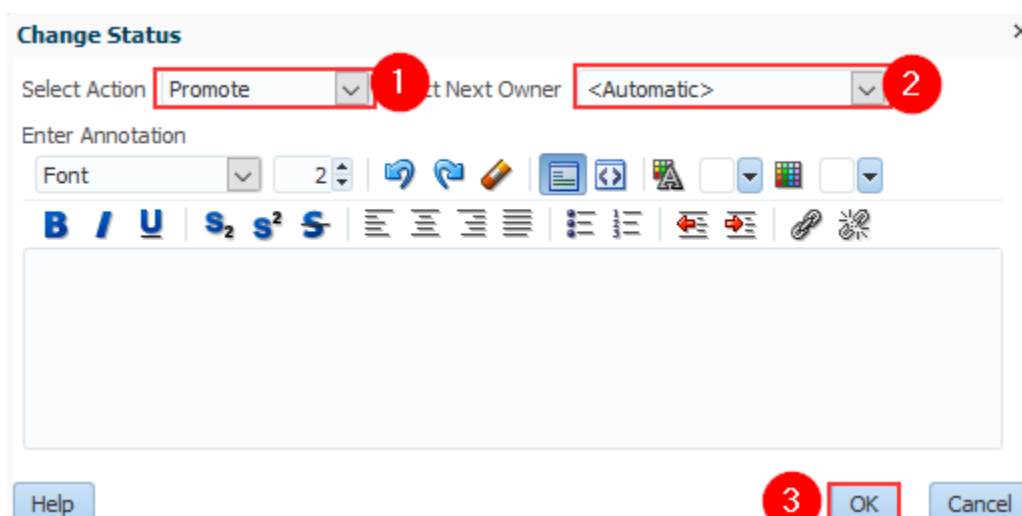 Change Status
Select Action Promote 1 ct Next Owner <Automatic> 2
Enter Annotation
Font 2
B I U S2 S2 S
3
Help OK Cancel